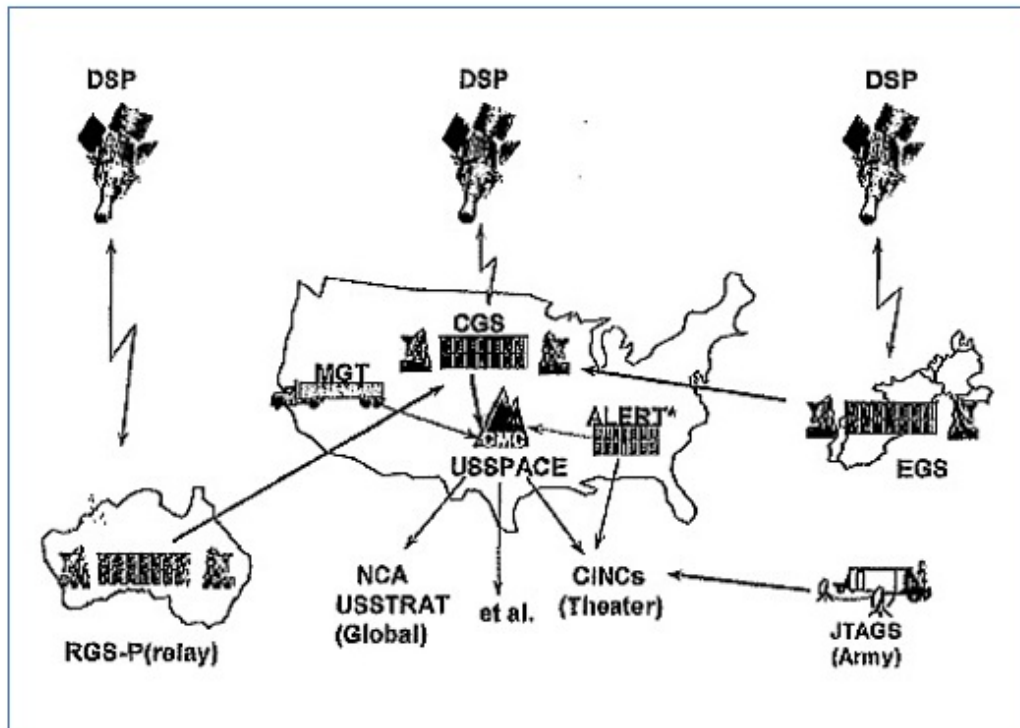 DSP
DSP
DSP
CGS
MGT
ALERT*
CMC
USSPACE
EGS
NCA
USSTRAT
(Global)
et al.
CINCs
(Theater)
JTAGS
(Army)
RGS-P(relay)